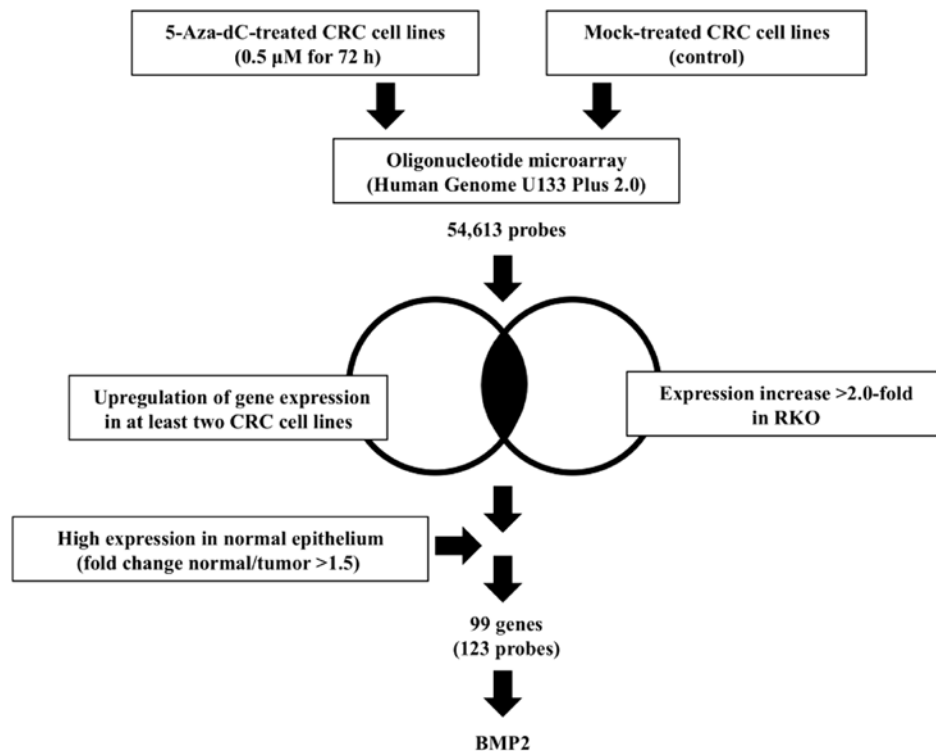 5-Aza-dC-treated CRC cell lines
(0.5 µM for 72 h)
Mock-treated CRC cell lines
(control)
Oligonucleotide microarray
(Human Genome U133 Plus 2.0)
54,613 probes
Upregulation of gene expression
in at least two CRC cell lines
Expression increase >2.0-fold
in RKO
High expression in normal epithelium
(fold change normal/tumor >1.5)
99 genes
(123 probes)
BMP2